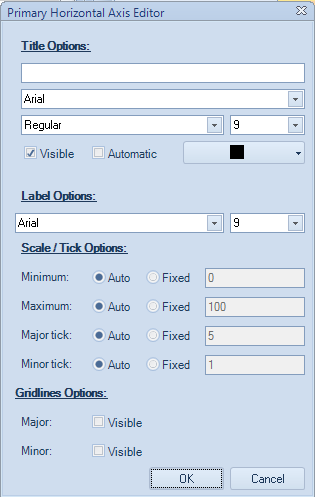 Primary Horizontal Axis Editor
Title Options:
Arial
Regular 9
Visible Automatic
Label Options:
Arial 9
Scale / Tick Options:
Minimum: Auto Fixed 0
Maximum: Auto Fixed 100
Major tick: Auto Fixed 5
Minor tick: Auto Fixed 1
Gridlines Options:
Major: Visible
Minor: Visible
OK Cancel